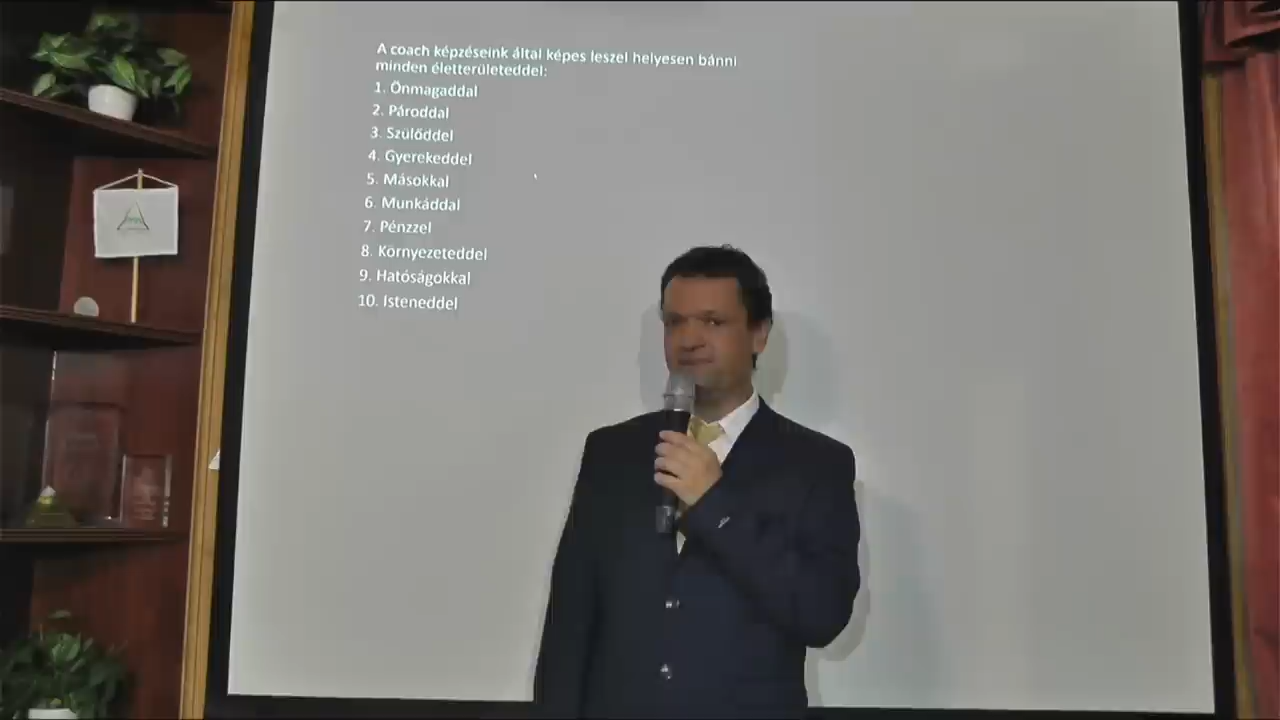 A coach képzéseink által képes leszel helyesen bánni
minden életterületeddel:
1. Önmagaddal
2. Pároddal
3. Szülőddel
4. Gyerekeddel
5. Másokkal
6. Munkáddal
7. Pénzzel
8. Környezeteddel
9. Hatóságokkal
10. Isteneddel